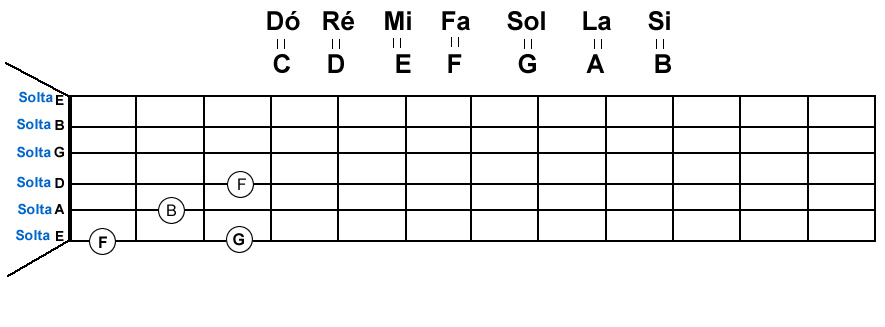 Dó Ré Mi Fa Sol La Si
C D E F G A B
Solta E
Solta B
Solta G
Solta D F
Solta A B
Solta E F G